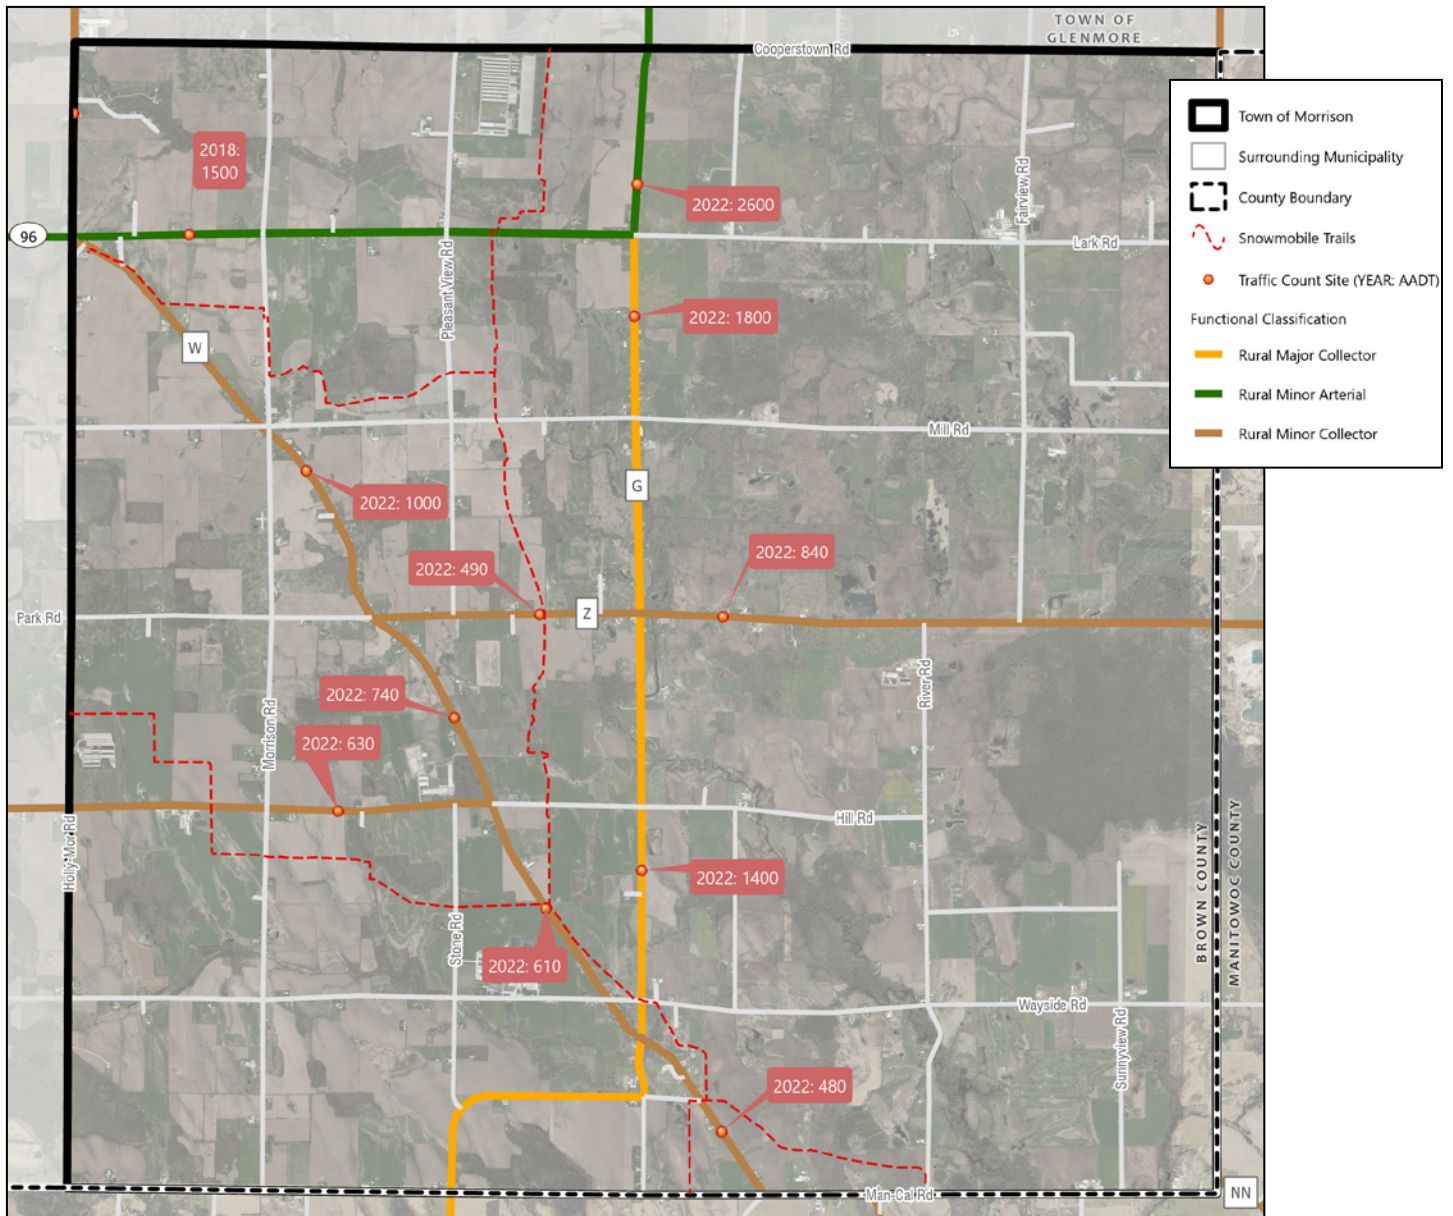 TOWN OF
GLENMORE
Cooperstown Rd
Town of Morrison
2018:
1500
Surrounding Municipality
Fairview Rd
County Boundary
2022: 2600
96
Pleasant View Rd
Lark Rd
Snowmobile Trails
Traffic Count Site (YEAR: AADT)
2022: 1800
Functional Classification
W
Rural Major Collector
Rural Minor Arterial
Mill Rd
Rural Minor Collector
G
2022: 1000
2022: 840
2022: 490
Z
Park Rd
River Rd
2022: 740
Morrison Rd
2022: 630
Hill Rd
Holly-Mor Rd
BROWN COUNTY
MANITOWOC COUNTY
2022: 1400
Stone Rd
2022: 610
Wayside Rd
Sunnyview Rd
2022: 480
Man-Cal Rd
NN